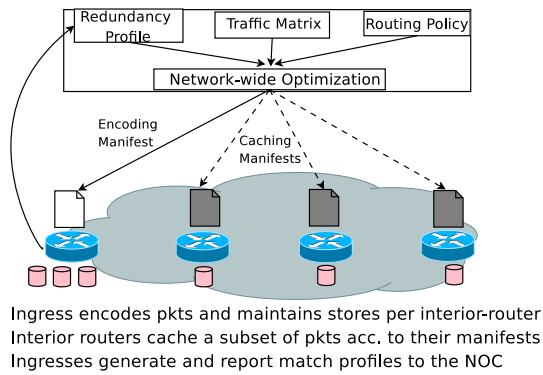 Redundancy
Profile
Traffic Matrix
Routing Policy
Network-wide Optimization
Encoding
Manifest
Caching
Manifests
Ingress encodes pkts and maintains stores per interior-router
Interior routers cache a subset of pkts acc. to their manifests
Ingresses generate and report match profiles to the NOC